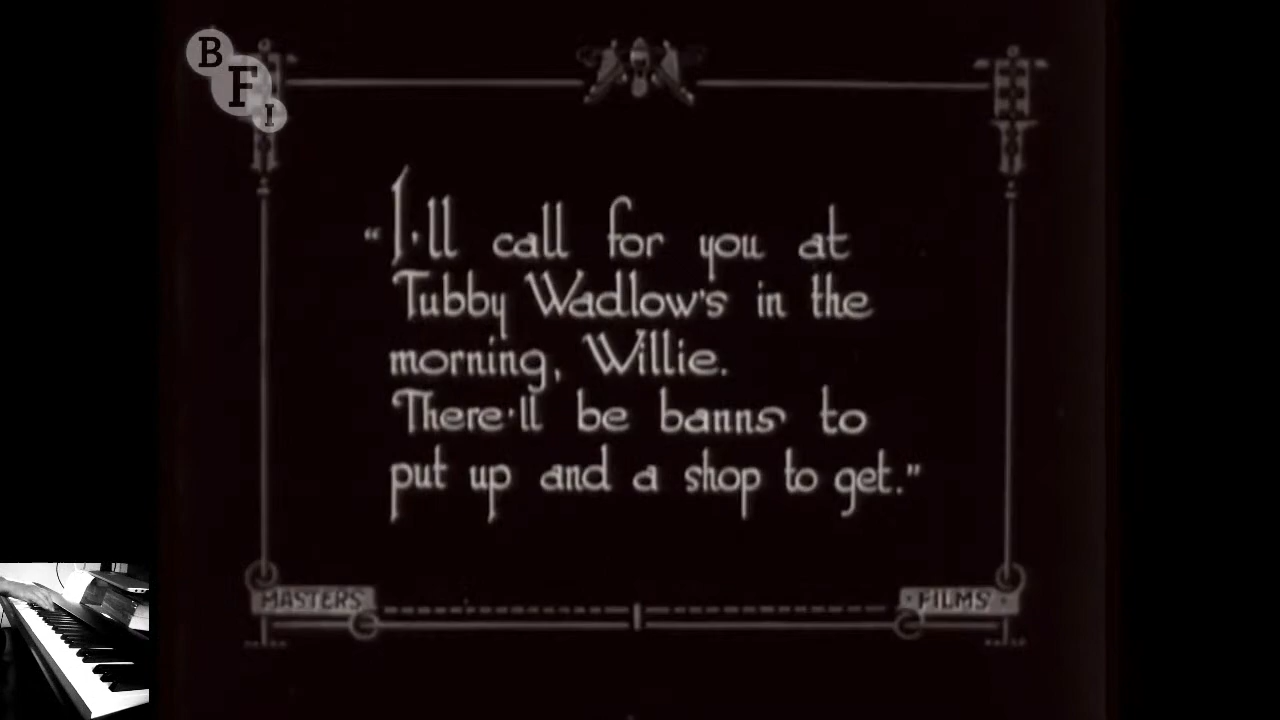 BFI
"I'll call for you at
Tubby Wadlow's in the
morning, Willie.
There'll be banns to
put up and a shop to get."
MASTERS FILMS